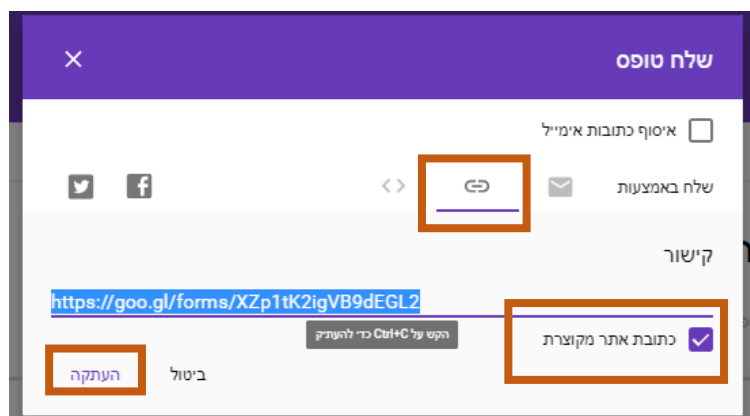 שלח טופס
איסוף כתובות אימייל
שלח באמצעות
קישור
https://goo.gl/forms/XZp1tK2igVB9dEGL2
הקש על Ctrl+C כדי להעתיק
כתובת אתר מקוצרת
ביטול העתקה